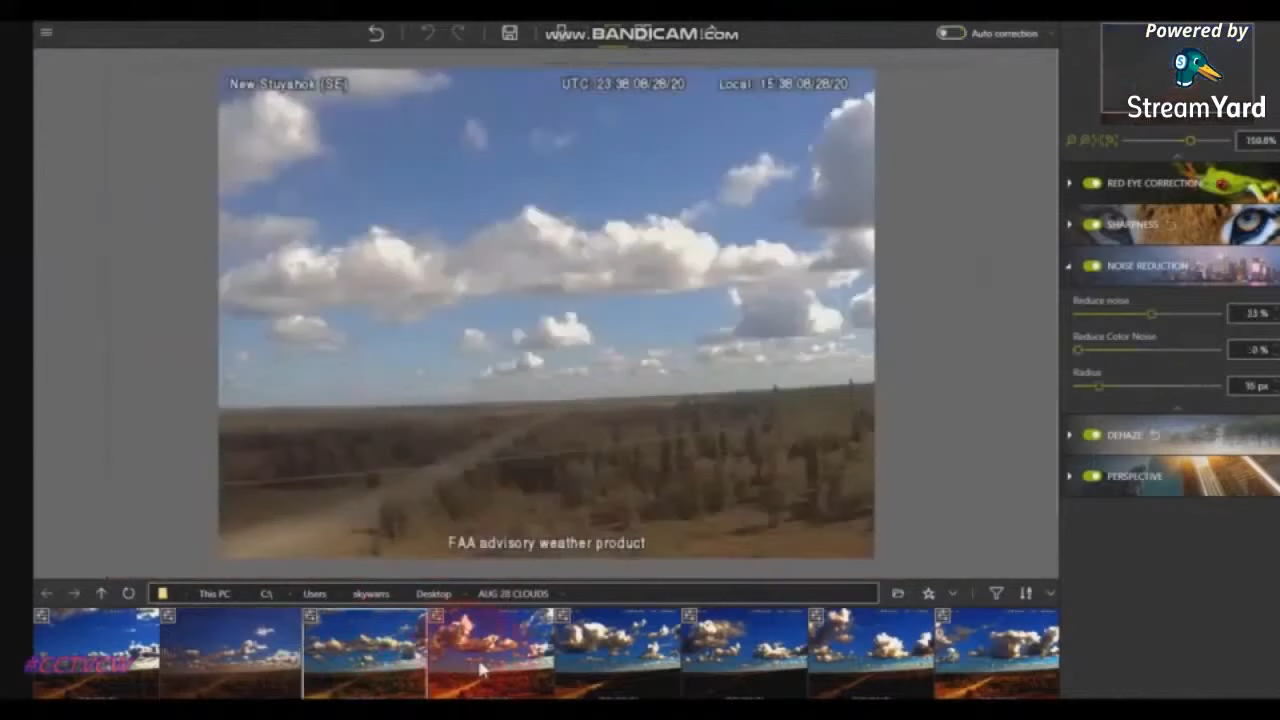 www.BANDICAM.com
Auto correction
Powered by
StreamYard
New Stuyahok (SE)
UTC: 23:38 08/28/20
Local: 15:38 08/28/20
RED EYE CORRECTION
SHARPNESS
NOISE REDUCTION
Reduce noise
Reduce Color Noise
Radius
DEHAZE
PERSPECTIVE
FAA advisory weather product
This PC
C:\
Users
Desktop
AUG 28 CLOUDS
#CCTVCW